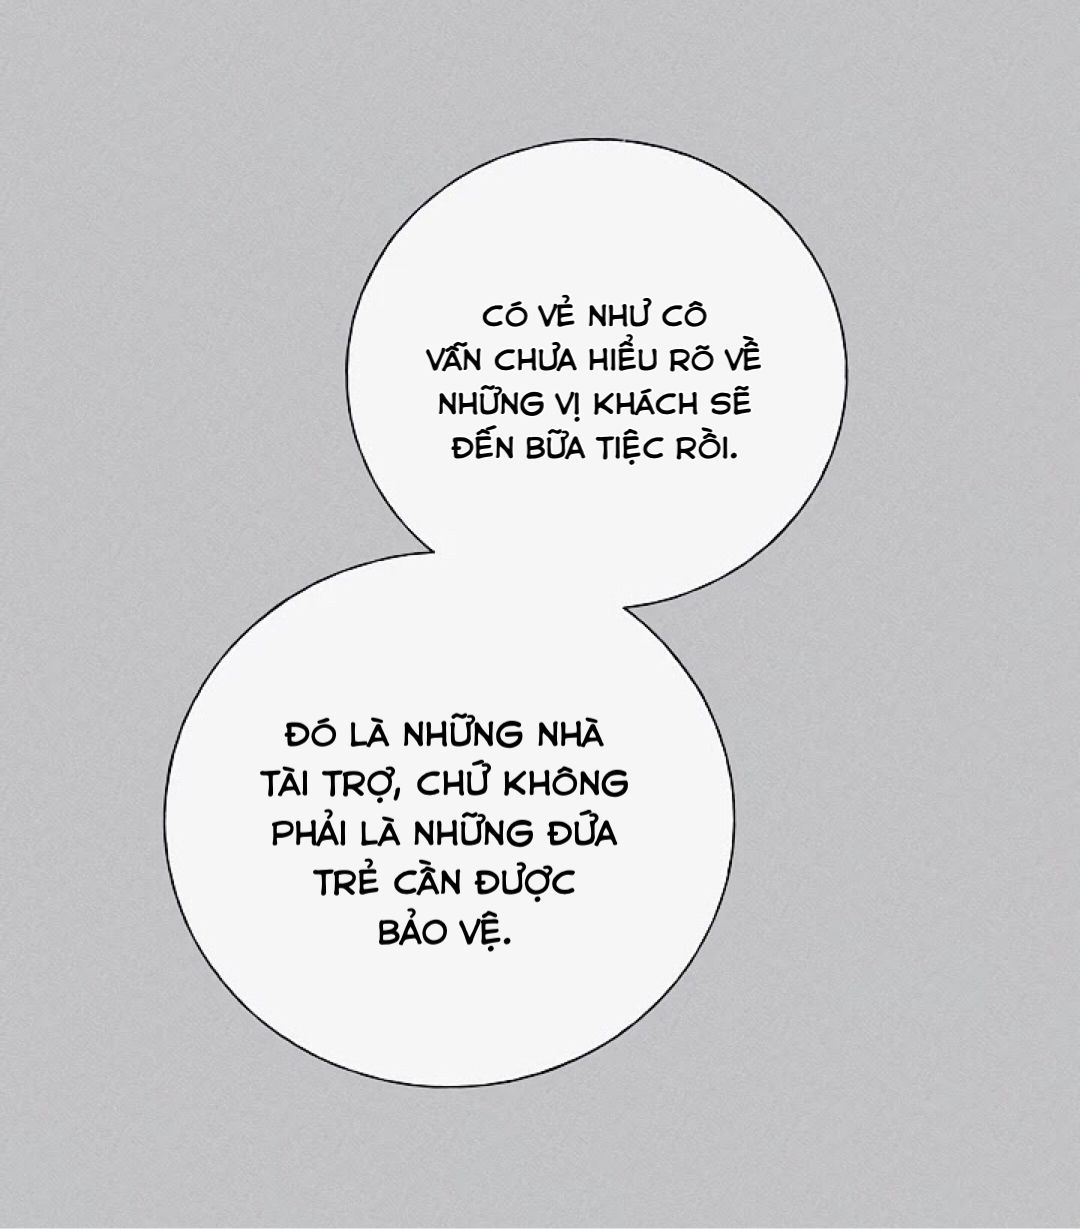 CÓ VẺ NHƯ CÔ
VẪN CHƯA HIỂU RÕ VỀ
NHỮNG VỊ KHÁCH SẼ
ĐẾN BỮA TIỆC RỒI.
ĐÓ LÀ NHỮNG NHÀ
TÀI TRỢ, CHỨ KHÔNG
PHẢI LÀ NHỮNG ĐỨA
TRẺ CẦN ĐƯỢC
BẢO VỆ.